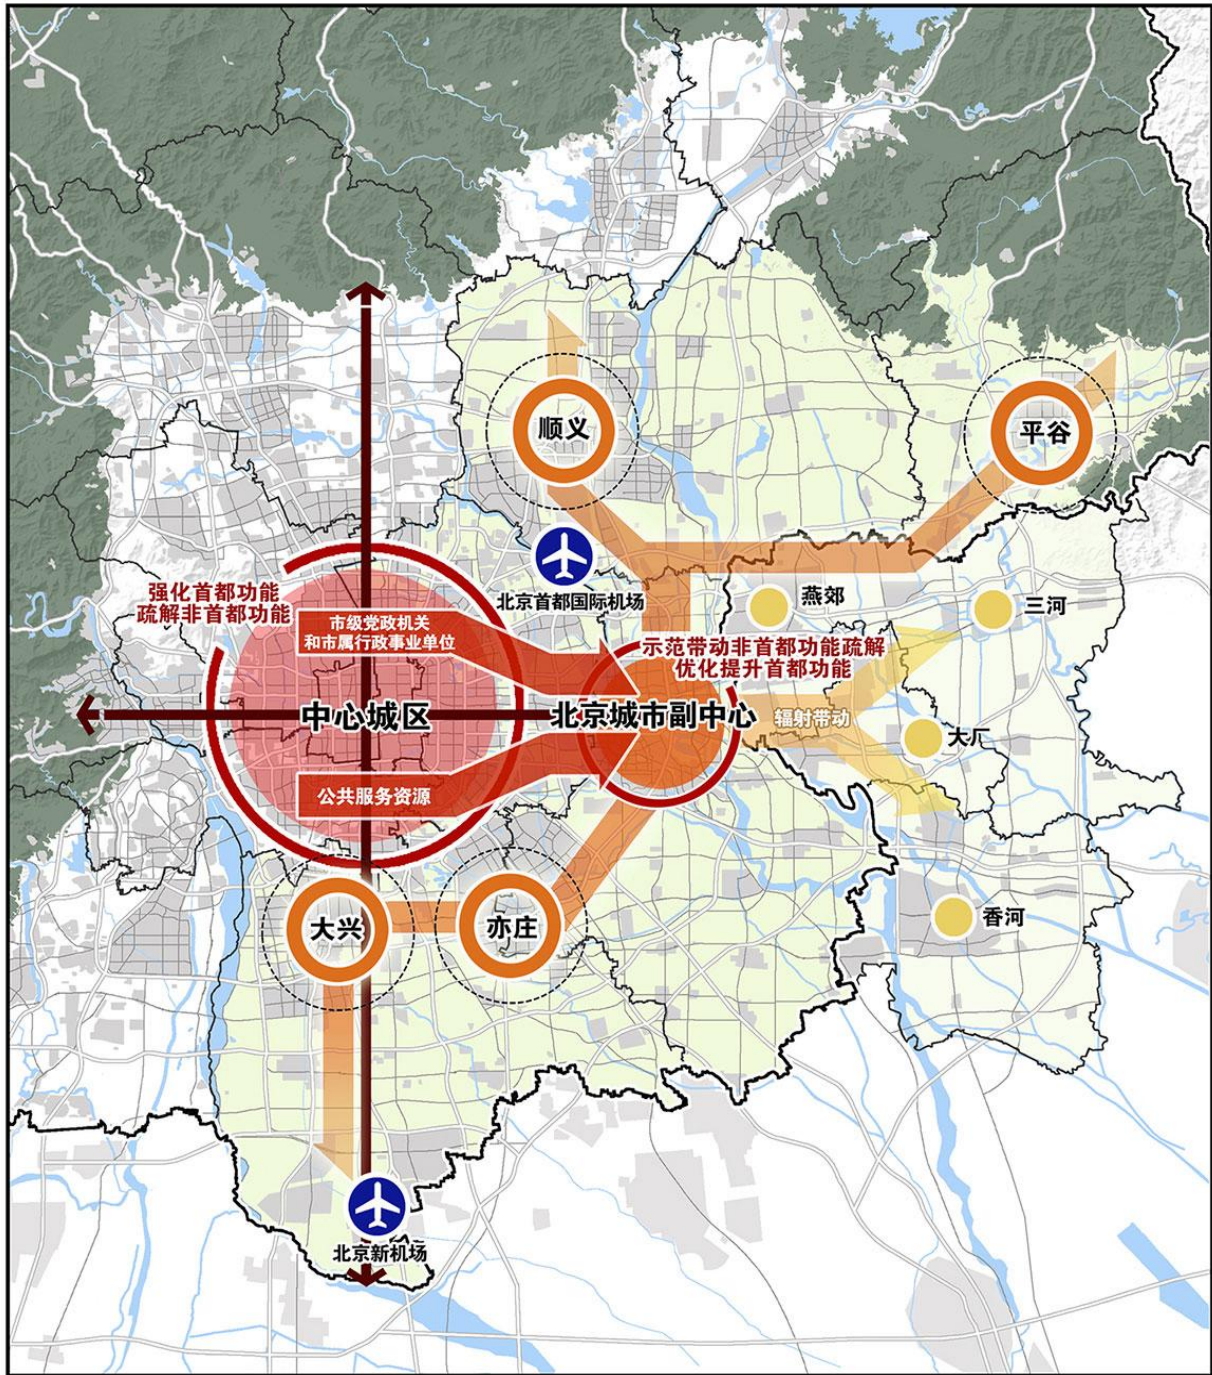 顺义
平谷
北京首都国际机场
燕郊
三河
强化首都功能
疏解非首都功能
市级党政机关
和市属行政事业单位
示范带动非首都功能疏解
优化提升首都功能
中心城区
北京城市副中心
辐射带动
大厂
公共服务资源
大兴
亦庄
香河
北京新机场